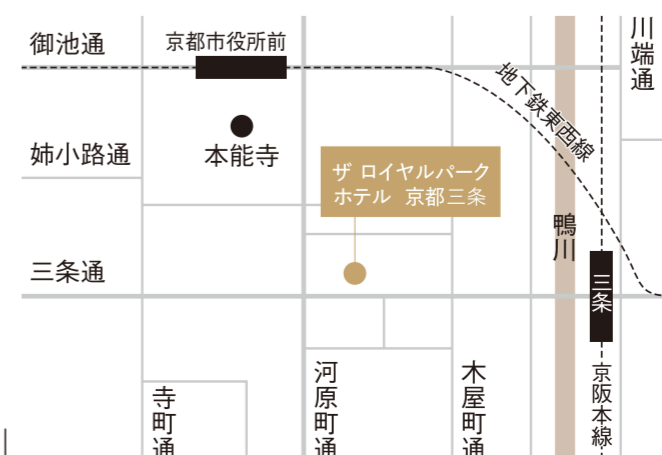 御池通
京都市役所前
川端通
地下鉄東西線
姉小路通
本能寺
ザ ロイヤルパーク
ホテル 京都三条
鴨川
三条通
三条
寺町通
河原町通
木屋町通
京阪本線